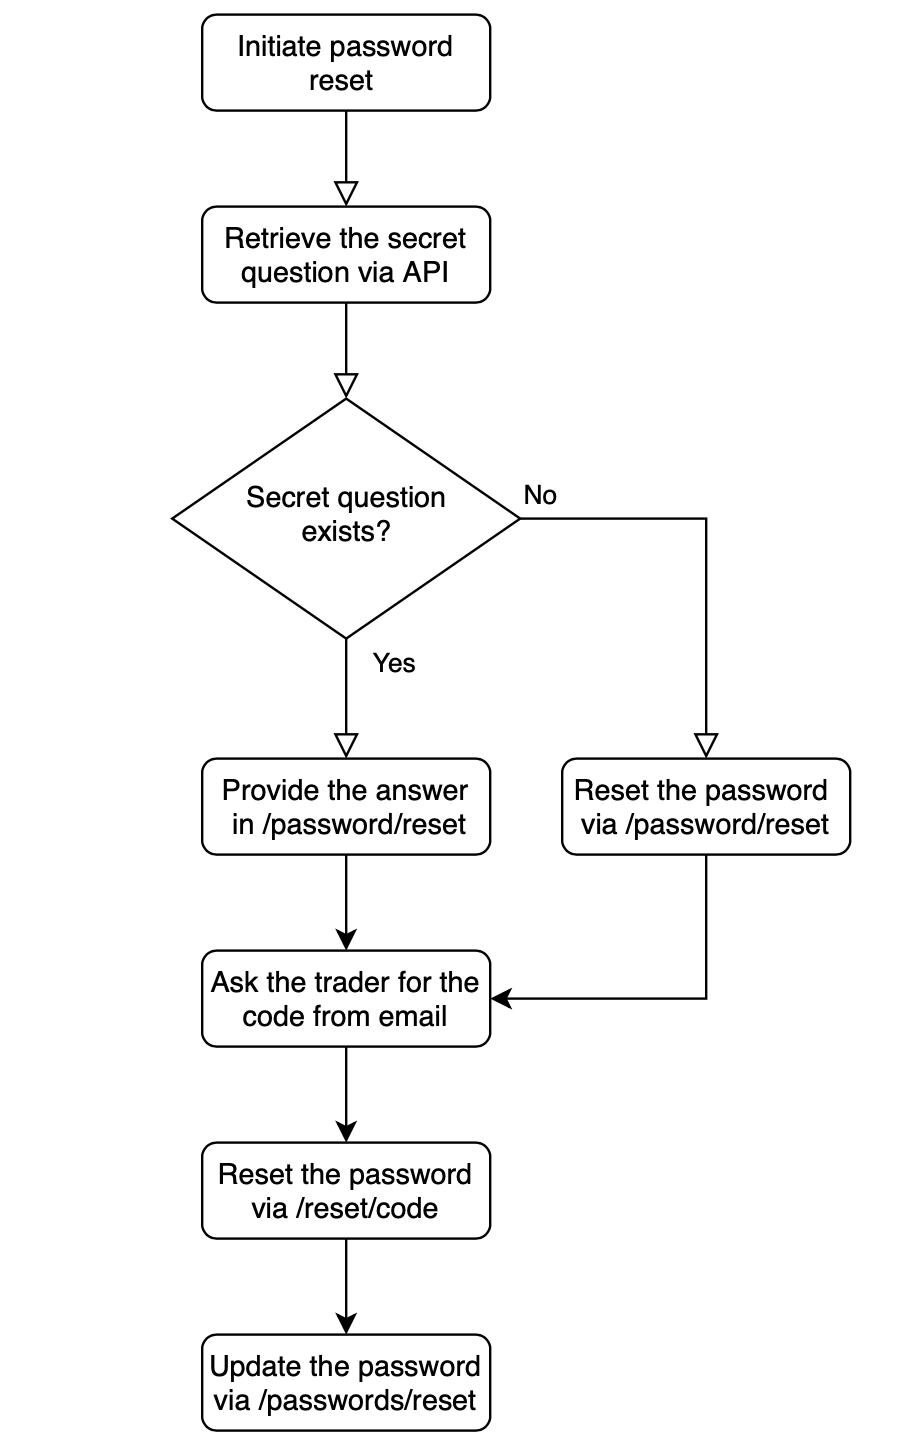 Initiate password
reset
Retrieve the secret
question via API
Secret question
exists?
No
Yes
Provide the answer
in /password/reset
Reset the password
via /password/reset
Ask the trader for the
code from email
Reset the password
via /reset/code
Update the password
via /passwords/reset